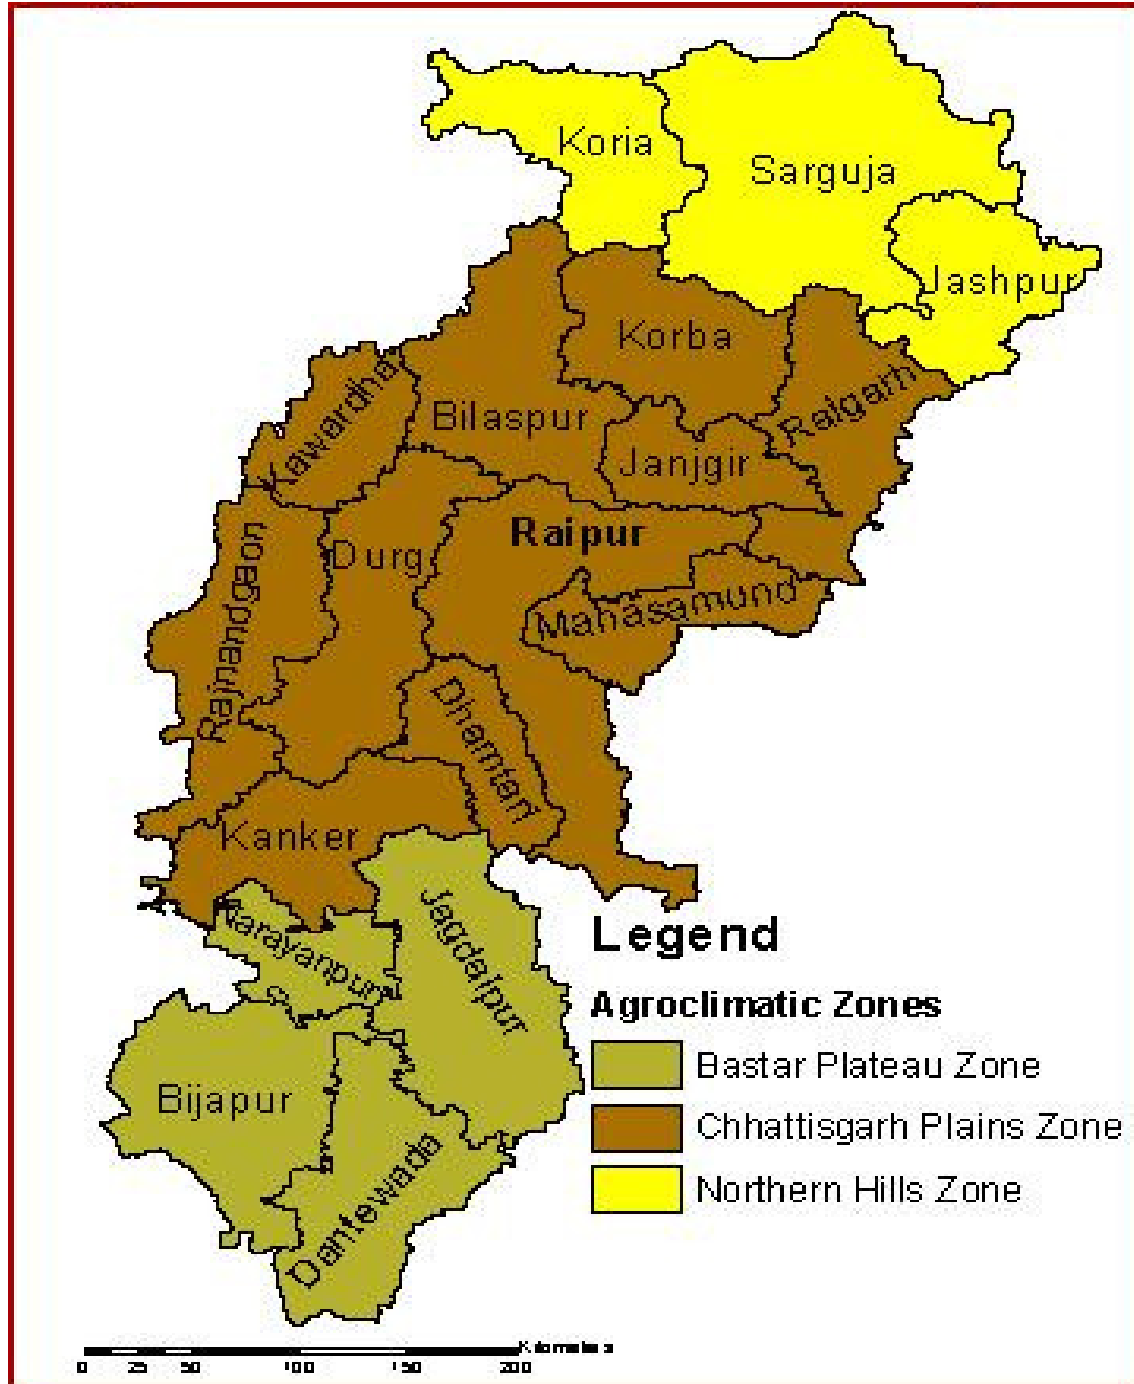 Koria
Sarguja
Jashpur
Korba
Kawardha
Bilaspur
Raigarh
Janjgir
Raipur
Durg
Rajnandgaon
Mahasamund
Dhamtari
Kanker
Jagdalpur
Narayanpur
Bijapur
Dantewada
Legend
Agroclimatic Zones
Bastar Plateau Zone
Chhattisgarh Plains Zone
Northern Hills Zone
Kilometers
0 25 50 100 150 200